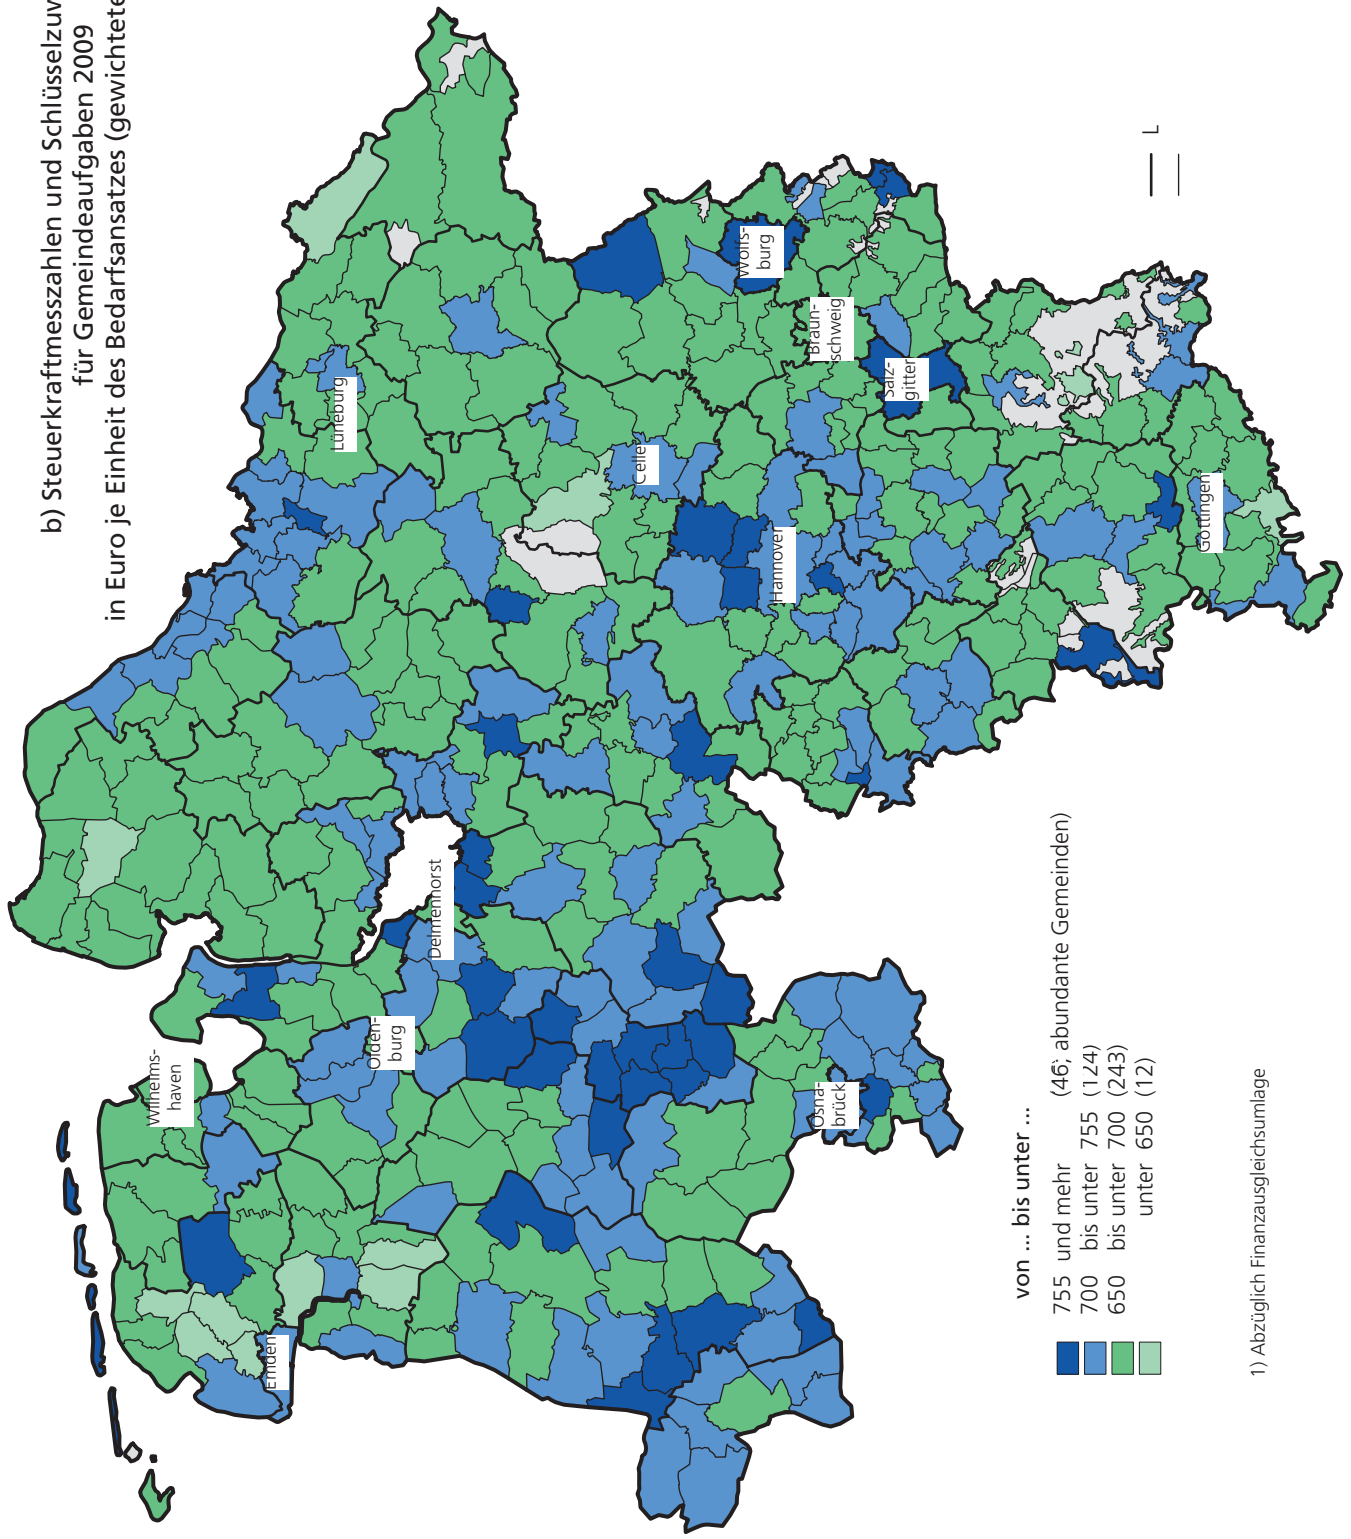 b) Steuerkraftmesszahlen und
für Gemeindeaufgaben 2009
in Euro je Einheit des Bedarfsansatzes (gewichtete
Wilhelms-
haven
Emden
Olden-
burg
Delmenhorst
Lüneburg
Celle
Wolfs-
burg
Braun-
schweig
Salz-
gitter
Hannover
Göttingen
Osna-
brück
von ... bis unter ...
755 und mehr (46; abundante Gemeinden)
700 bis unter 755 (124)
650 bis unter 700 (243)
unter 650 (12)
L
1) Abzüglich Finanzausgleichsumlage